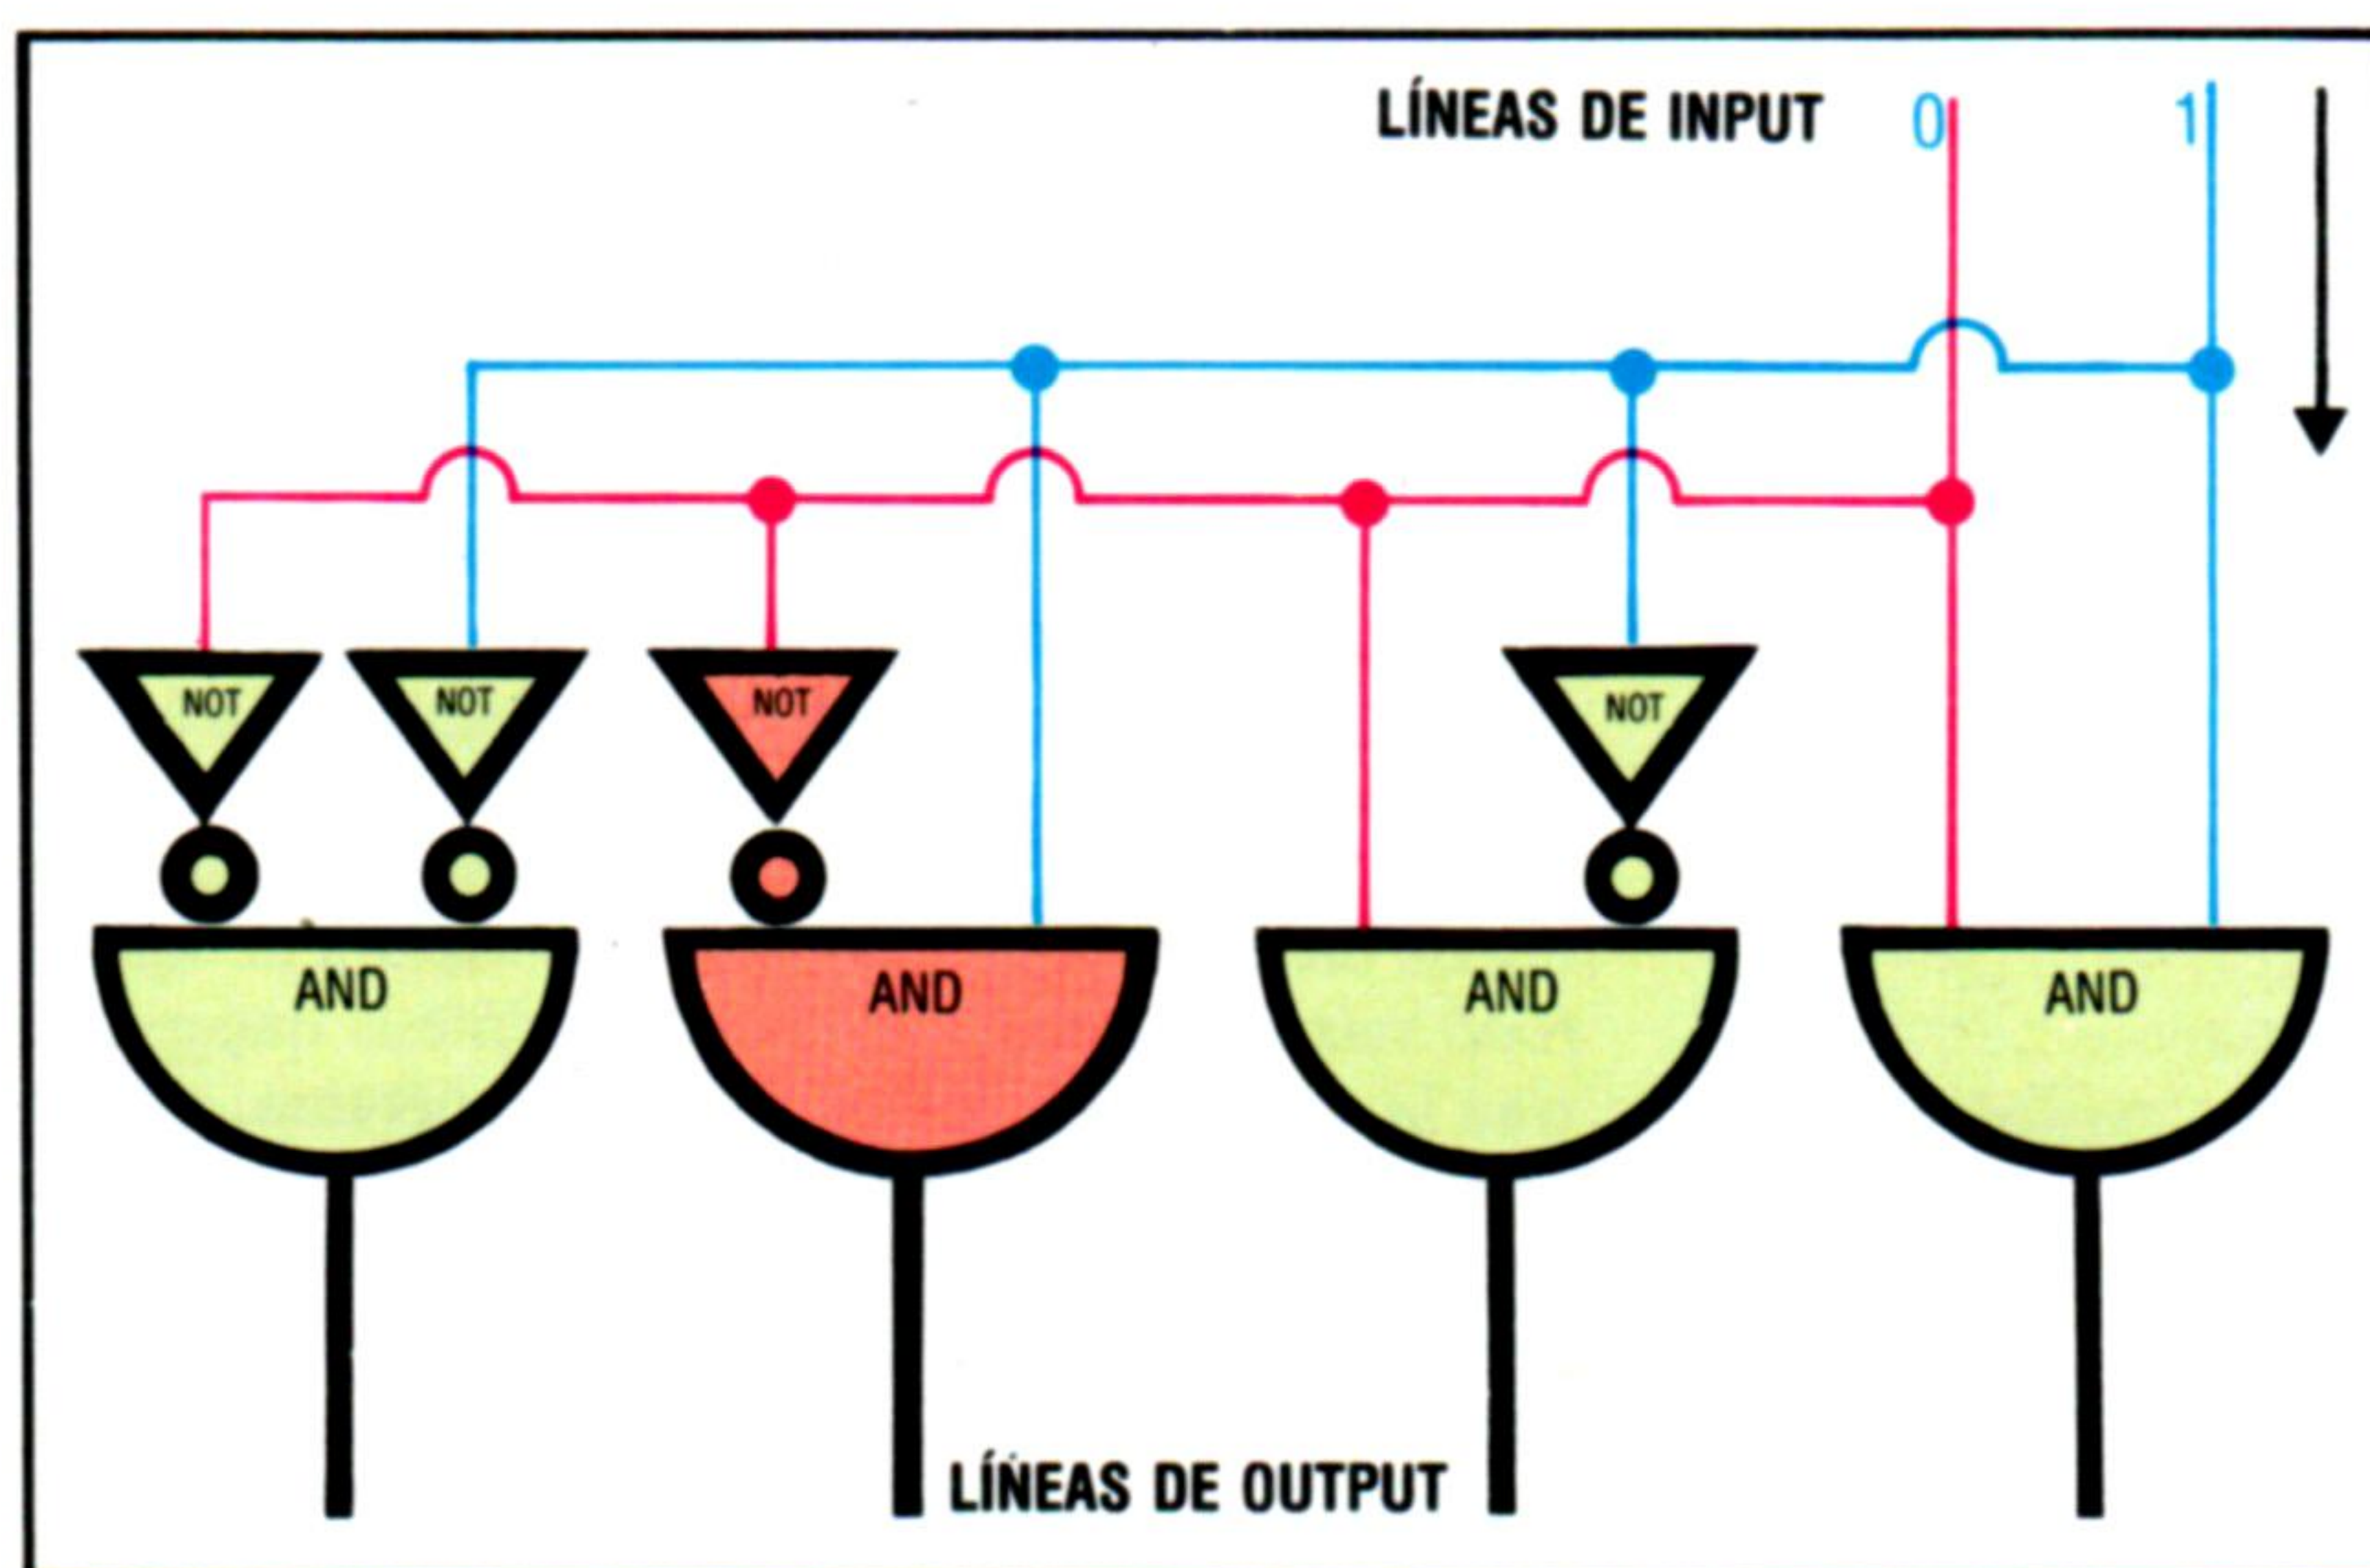 LÍNEAS DE INPUT 0 1
NOT NOT NOT NOT
AND AND AND AND
LÍNEAS DE OUTPUT